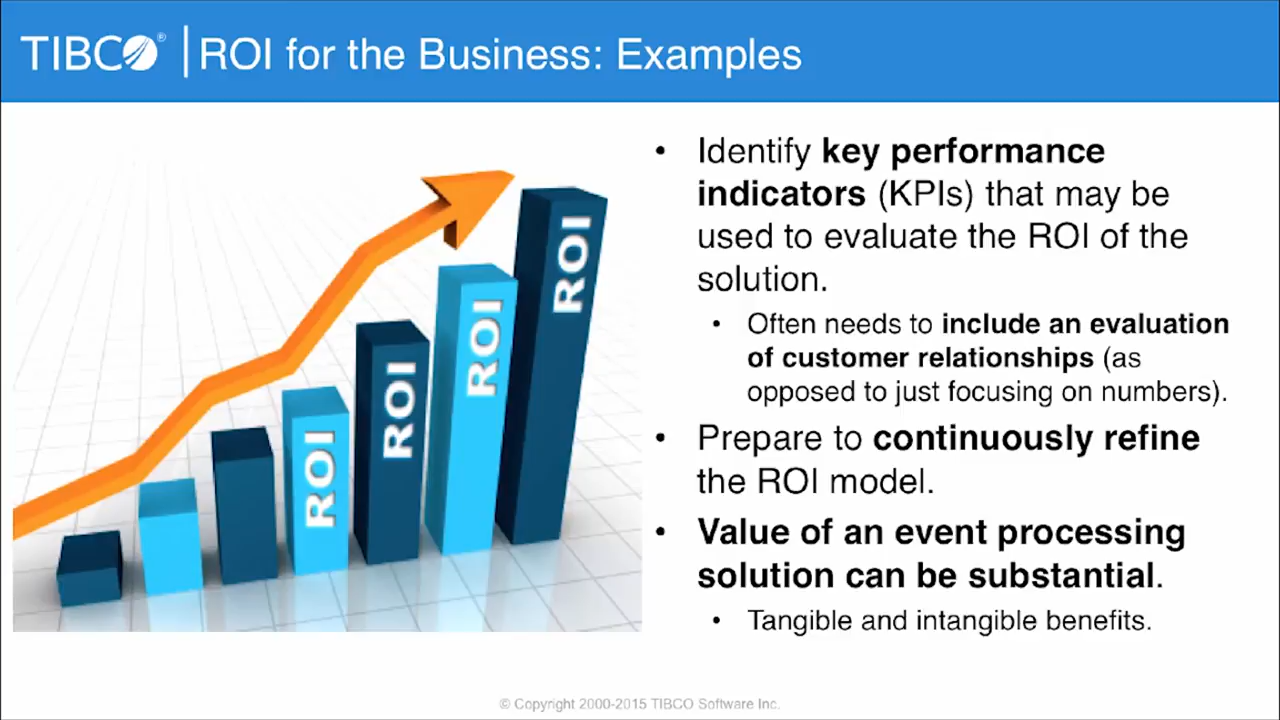 TIBCO® | ROI for the Business: Examples
• Identify key performance
indicators (KPIs) that may be
used to evaluate the ROI of the
solution.
• Often needs to include an evaluation
of customer relationships (as
opposed to just focusing on numbers).
• Prepare to continuously refine
the ROI model.
• Value of an event processing
solution can be substantial.
• Tangible and intangible benefits.
ROI
ROI
ROI
ROI
© Copyright 2000-2015 TIBCO Software Inc.